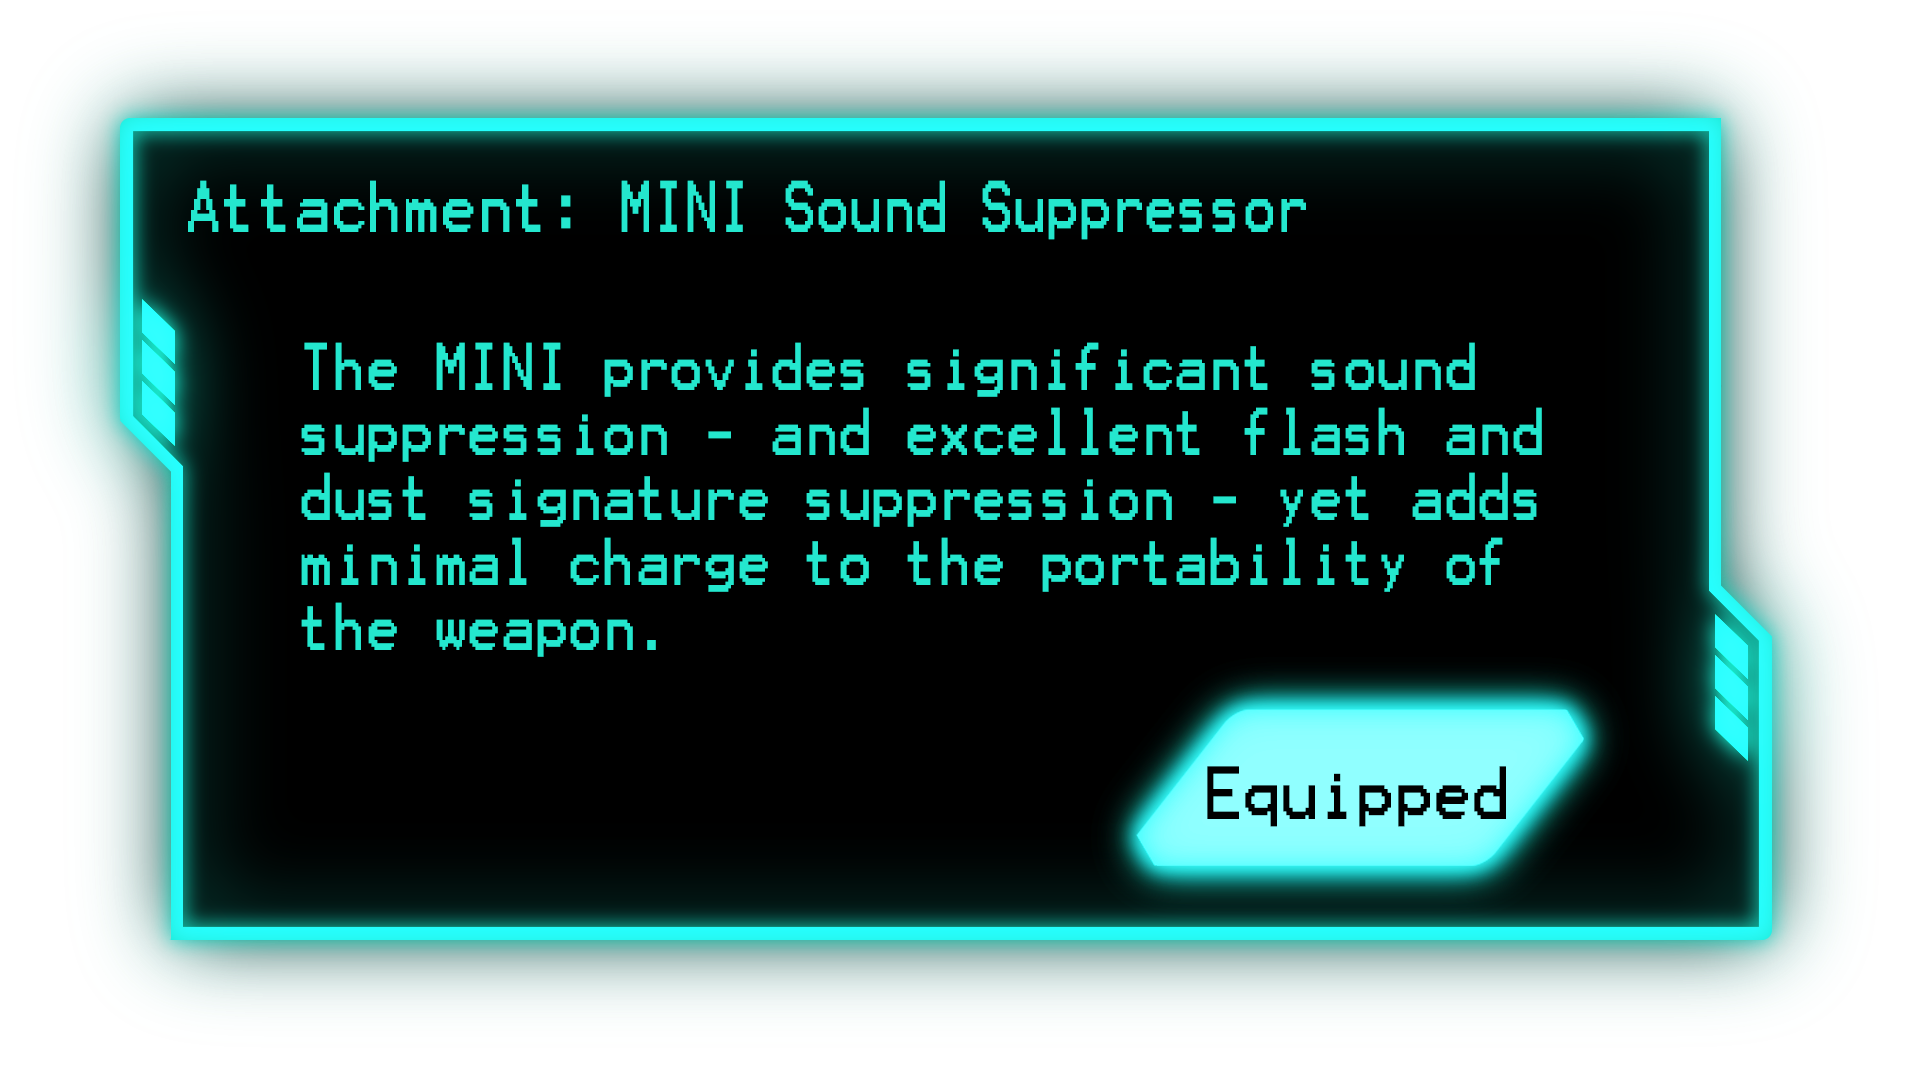 Attachment: MINI Sound Suppressor
The MINI provides significant sound
suppression - and excellent flash and
dust signature suppression - yet adds
minimal charge to the portability of
the weapon.
Equipped